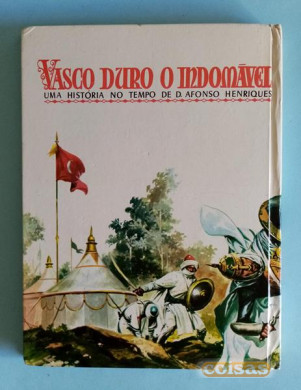 VASCO DURO O INDOMÁVEL
UMA HISTÓRIA NO TEMPO DE D. AFONSO HENRIQUES